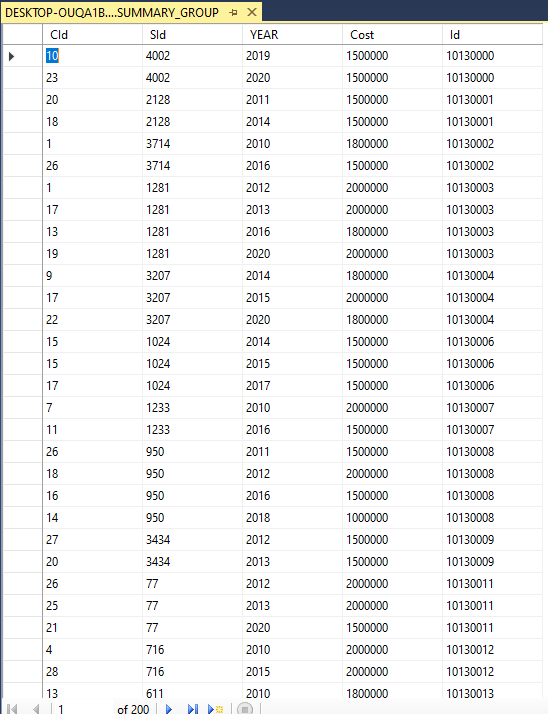 DESKTOP-OUQA1B....SUMMARY_GROUP
CId SId YEAR Cost Id
10 4002 2019 1500000 10130000
23 4002 2020 1500000 10130000
20 2128 2011 1500000 10130001
18 2128 2014 1500000 10130001
1 3714 2010 1800000 10130002
26 3714 2016 1500000 10130002
1 1281 2012 2000000 10130003
17 1281 2013 2000000 10130003
13 1281 2016 1800000 10130003
19 1281 2020 2000000 10130003
9 3207 2014 1800000 10130004
17 3207 2015 2000000 10130004
22 3207 2020 1800000 10130004
15 1024 2014 1500000 10130006
15 1024 2015 1500000 10130006
17 1024 2017 1500000 10130006
7 1233 2010 2000000 10130007
11 1233 2016 1500000 10130007
26 950 2011 1500000 10130008
18 950 2012 2000000 10130008
16 950 2016 1500000 10130008
14 950 2018 1000000 10130008
27 3434 2012 1500000 10130009
20 3434 2013 1500000 10130009
26 77 2012 2000000 10130011
25 77 2013 2000000 10130011
21 77 2020 1500000 10130011
4 716 2010 2000000 10130012
28 716 2015 2000000 10130012
13 611 2010 1800000 10130013
1 of 200